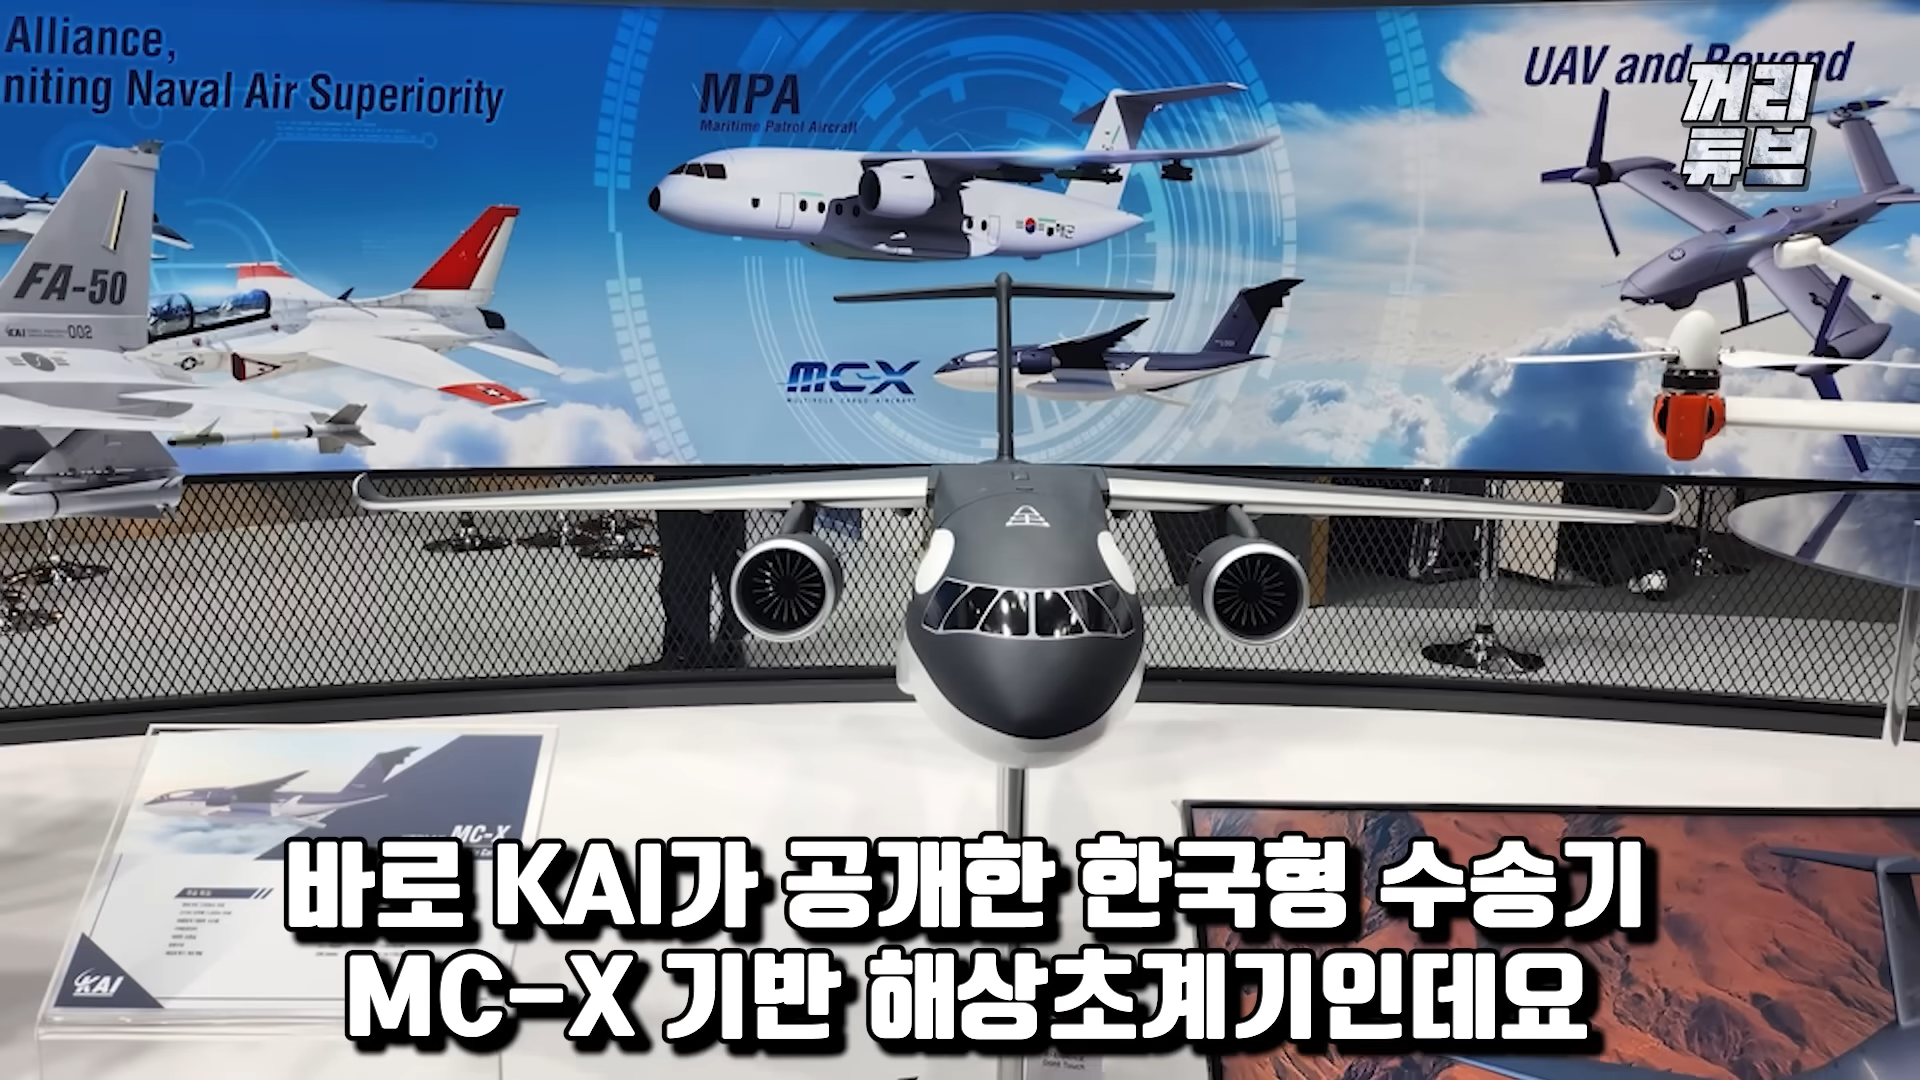 Alliance,
niting Naval Air Superiority
MPA
Maritime Patrol Aircraft
UAV and Beyond
꺼리
튜브
FA-50
KAI
002
MC-X
MULTIROLE CARGO AIRCRAFT
MC-X
KAI
바로 KAI가 공개한 한국형 수송기
MC-X 기반 해상초계기인데요